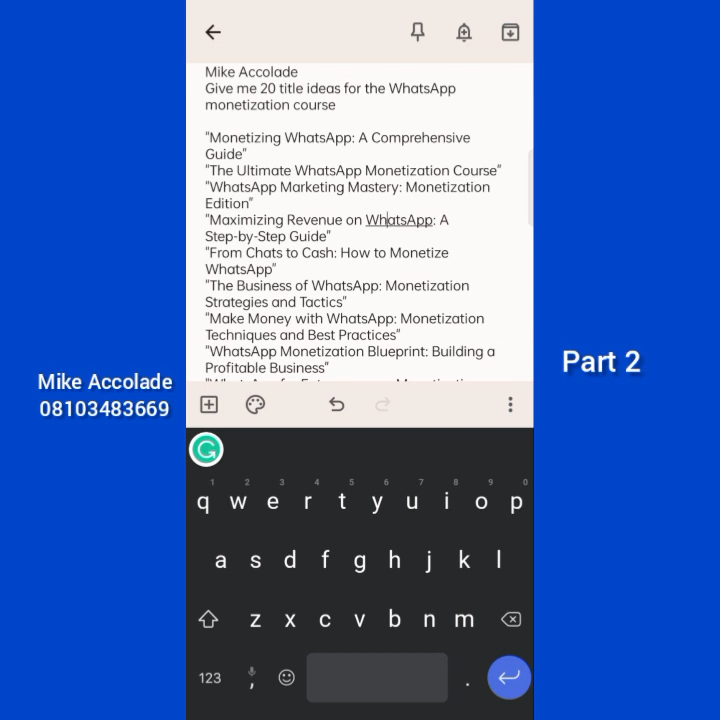 Mike Accolade
Give me 20 title ideas for the WhatsApp
monetization course
"Monetizing WhatsApp: A Comprehensive
Guide"
"The Ultimate WhatsApp Monetization Course"
"WhatsApp Marketing Mastery: Monetization
Edition"
"Maximizing Revenue on WhatsApp: A
Step-by-Step Guide"
"From Chats to Cash: How to Monetize
WhatsApp"
"The Business of WhatsApp: Monetization
Strategies and Tactics"
"Make Money with WhatsApp: Monetization
Techniques and Best Practices"
"WhatsApp Monetization Blueprint: Building a
Profitable Business"
Mike Accolade
08103483669
Part 2
1 2 3 4 5 6 7 8 9 0
q w e r t y u i o p
a s d f g h j k l
z x c v b n m
123 , .